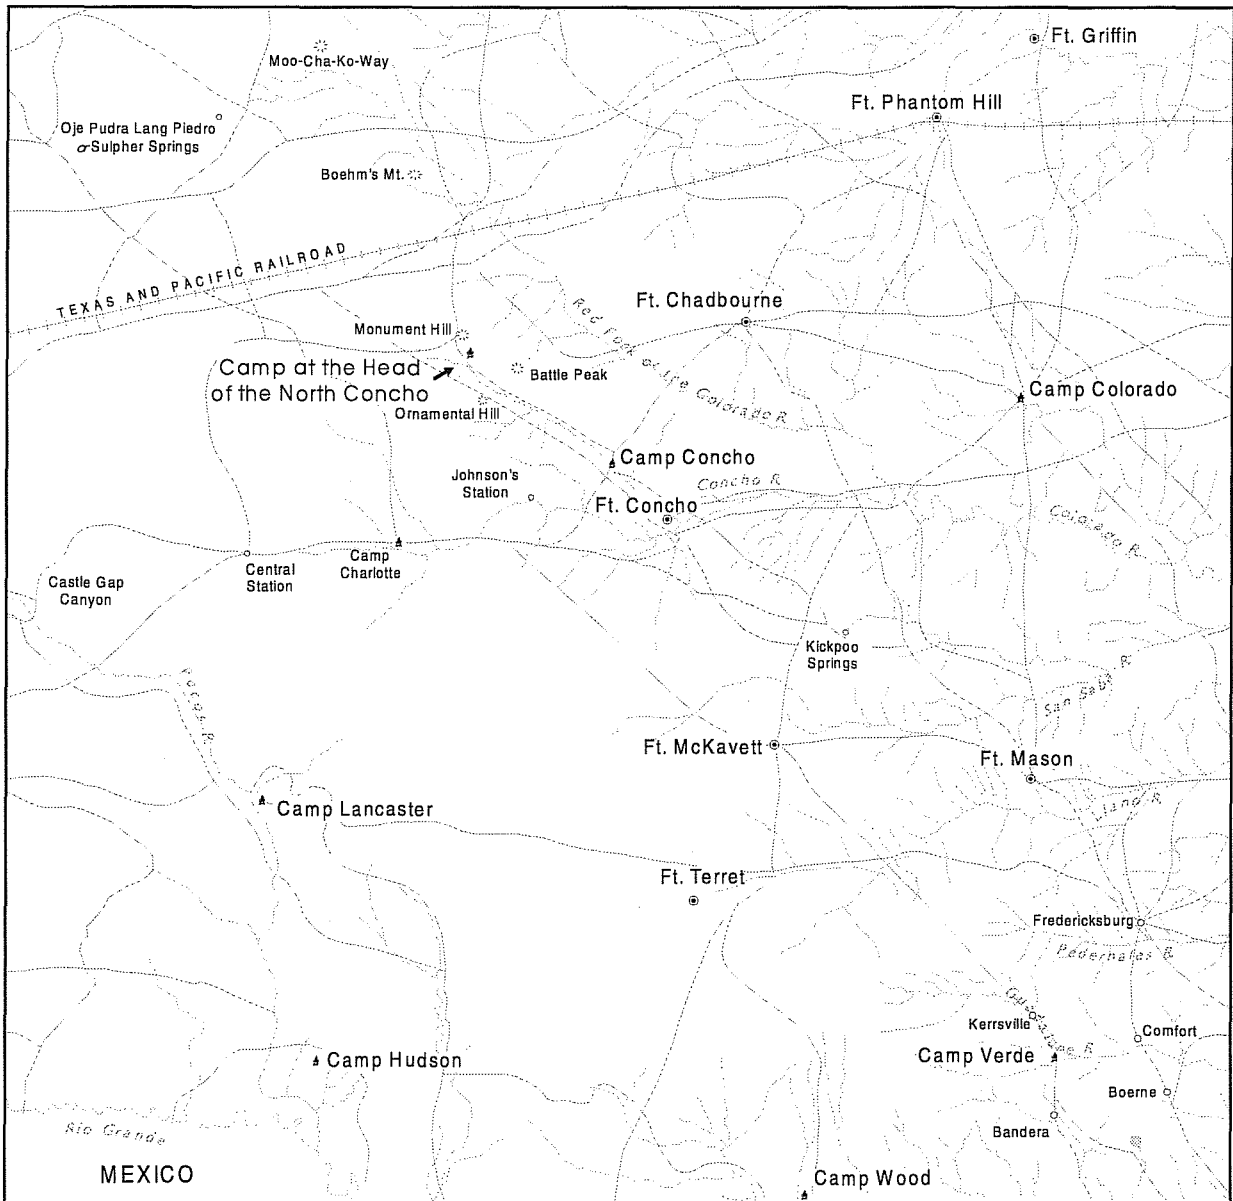 Ft. Griffin
Moo-Cha-Ko-Way
Ft. Phantom Hill
Oje Pudra Lang Piedro
or Sulpher Springs
Boehm's Mt.
TEXAS AND PACIFIC RAILROAD
Ft. Chadbourne
Red Fork of the Colorado R.
Monument Hill
Camp at the Head
of the North Concho
Battle Peak
Camp Colorado
Ornamental Hill
Camp Concho
Johnson's
Station
Concho R
Ft. Concho
Colorado R.
Camp
Charlotte
Central
Station
Castle Gap
Canyon
Kickpoo
Springs
Pecos R.
San Saba R.
Ft. McKavett
Ft. Mason
Camp Lancaster
Llano R.
Ft. Terret
Fredericksburg
Pedernales R.
Guadalupe R
Kerrsville
Comfort
Camp Verde
Camp Hudson
Boerne
Rio Grande
Bandera
MEXICO
Camp Wood